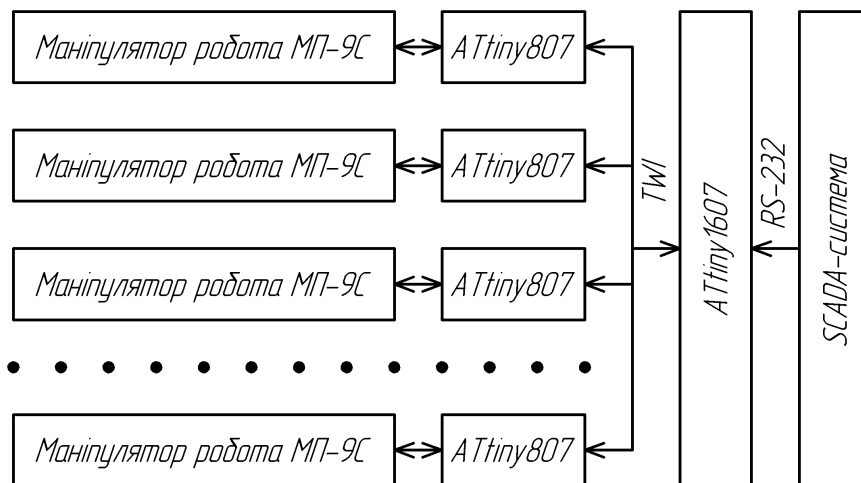 Маніпулятор робота МП-9С
ATtiny807
Маніпулятор робота МП-9С
ATtiny807
Маніпулятор робота МП-9С
ATtiny807
Маніпулятор робота МП-9С
ATtiny807
TWI
ATtiny1607
RS-232
SCADA-система